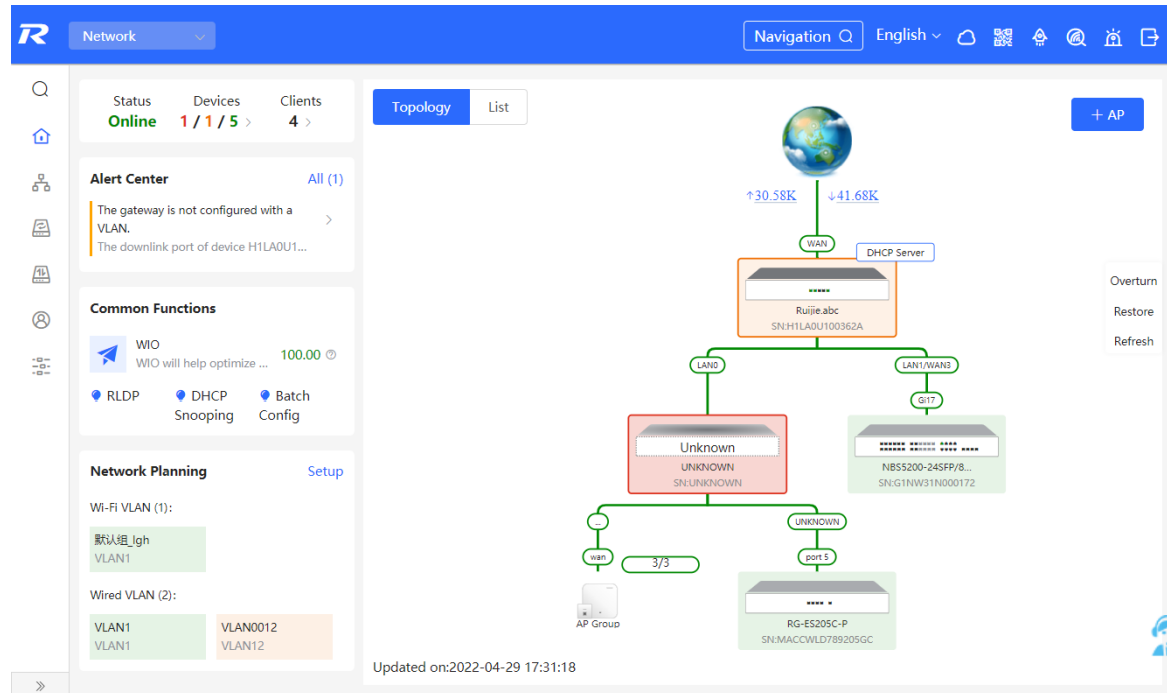 Network
Navigation
English
Status Devices Clients
Online 1 / 1 / 5 4
Alert Center All (1)
The gateway is not configured with a
VLAN.
The downlink port of device H1LA0U1...
Common Functions
WIO
WIO will help optimize ... 100.00
RLDP DHCP Snooping Batch Config
Network Planning Setup
Wi-Fi VLAN (1):
默认组_lgh
VLAN1
Wired VLAN (2):
VLAN1 VLAN0012
VLAN1 VLAN12
Topology List
+ AP
↑30.58K ↓41.68K
WAN
DHCP Server
Ruijie.abc
SN:H1LA0U100362A
Overturn
Restore
Refresh
LAN0 LAN1/WAN3
Gi17
Unknown
UNKNOWN
SN:UNKNOWN
NBS5200-24SFP/8...
SN:G1NW31N000172
... UNKNOWN
wan 3/3 port 5
AP Group
RG-ES205C-P
SN:MACCWLD789205GC
Updated on:2022-04-29 17:31:18